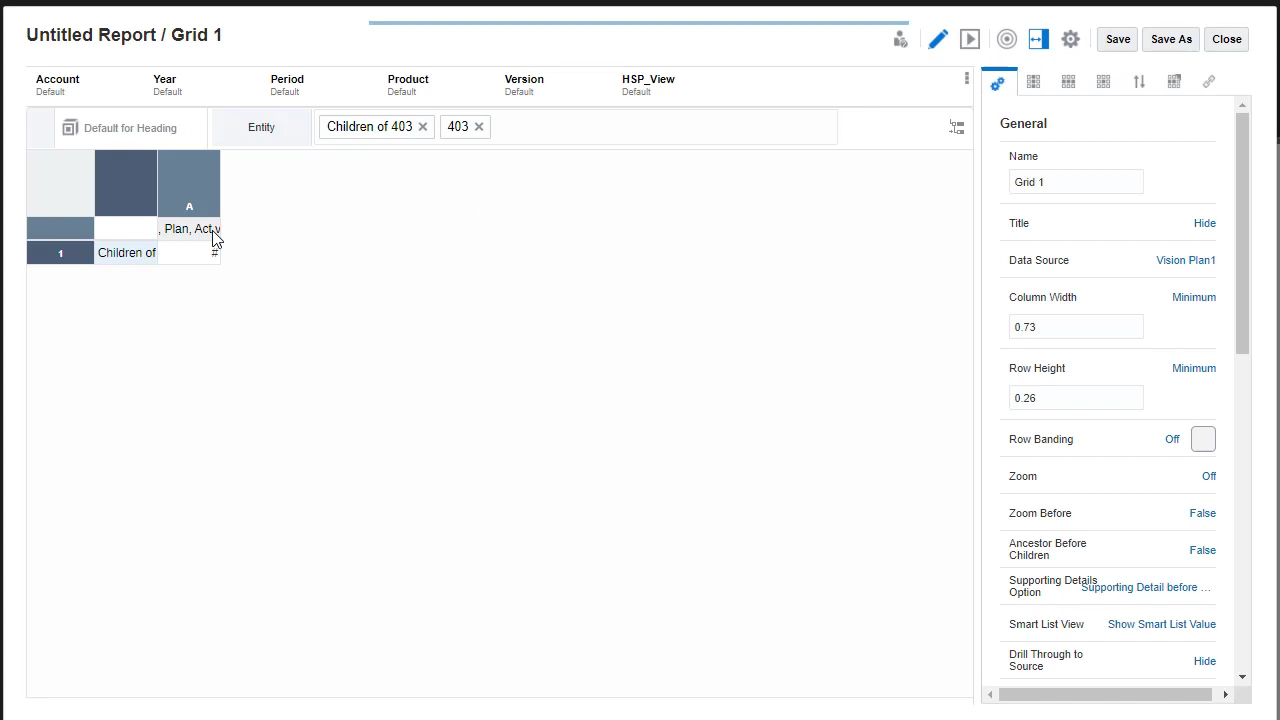 Untitled Report / Grid 1
Save
Save As
Close
Account
Default
Year
Default
Period
Default
Product
Default
Version
Default
HSP_View
Default
Default for Heading
Entity
Children of 403
403
A
, Plan, Act
1
Children of
#
General
Name
Grid 1
Title
Hide
Data Source
Vision Plan1
Column Width
Minimum
0.73
Row Height
Minimum
0.26
Row Banding
Off
Zoom
Off
Zoom Before
False
Ancestor Before
Children
False
Supporting Details
Option
Supporting Detail before ...
Smart List View
Show Smart List Value
Drill Through to
Source
Hide